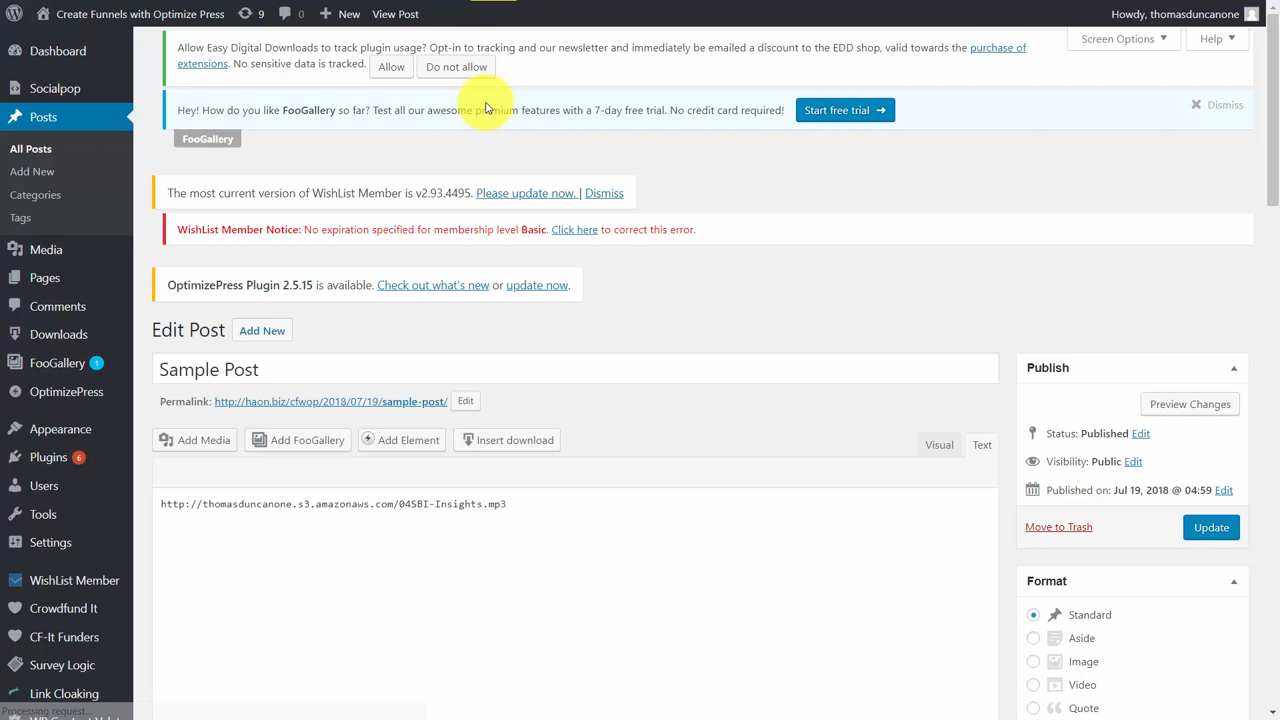 Create Funnels with Optimize Press 9 0 New View Post Howdy, thomasduncanone
Dashboard
Socialpop
Posts
All Posts
Add New
Categories
Tags
Media
Pages
Comments
Downloads
FooGallery 1
OptimizePress
Appearance
Plugins 6
Users
Tools
Settings
WishList Member
Crowdfund It
CF-It Funders
Survey Logic
Link Cloaking
Processing request...
Screen Options Help
Allow Easy Digital Downloads to track plugin usage? Opt-in to tracking and our newsletter and immediately be emailed a discount to the EDD shop, valid towards the purchase of
extensions. No sensitive data is tracked. Allow Do not allow
Hey! How do you like FooGallery so far? Test all our awesome premium features with a 7-day free trial. No credit card required! Start free trial ➜ Dismiss
FooGallery
The most current version of WishList Member is v2.93.4495. Please update now. | Dismiss
WishList Member Notice: No expiration specified for membership level Basic. Click here to correct this error.
OptimizePress Plugin 2.5.15 is available. Check out what's new or update now.
Edit Post Add New
Sample Post
Permalink: http://haon.biz/cfwop/2018/07/19/sample-post/ Edit
Add Media Add FooGallery Add Element Insert download
Visual Text
http://thomasduncanone.s3.amazonaws.com/04SBI-Insights.mp3
Publish
Preview Changes
Status: Published Edit
Visibility: Public Edit
Published on: Jul 19, 2018 @ 04:59 Edit
Move to Trash Update
Format
Standard
Aside
Image
Video
Quote